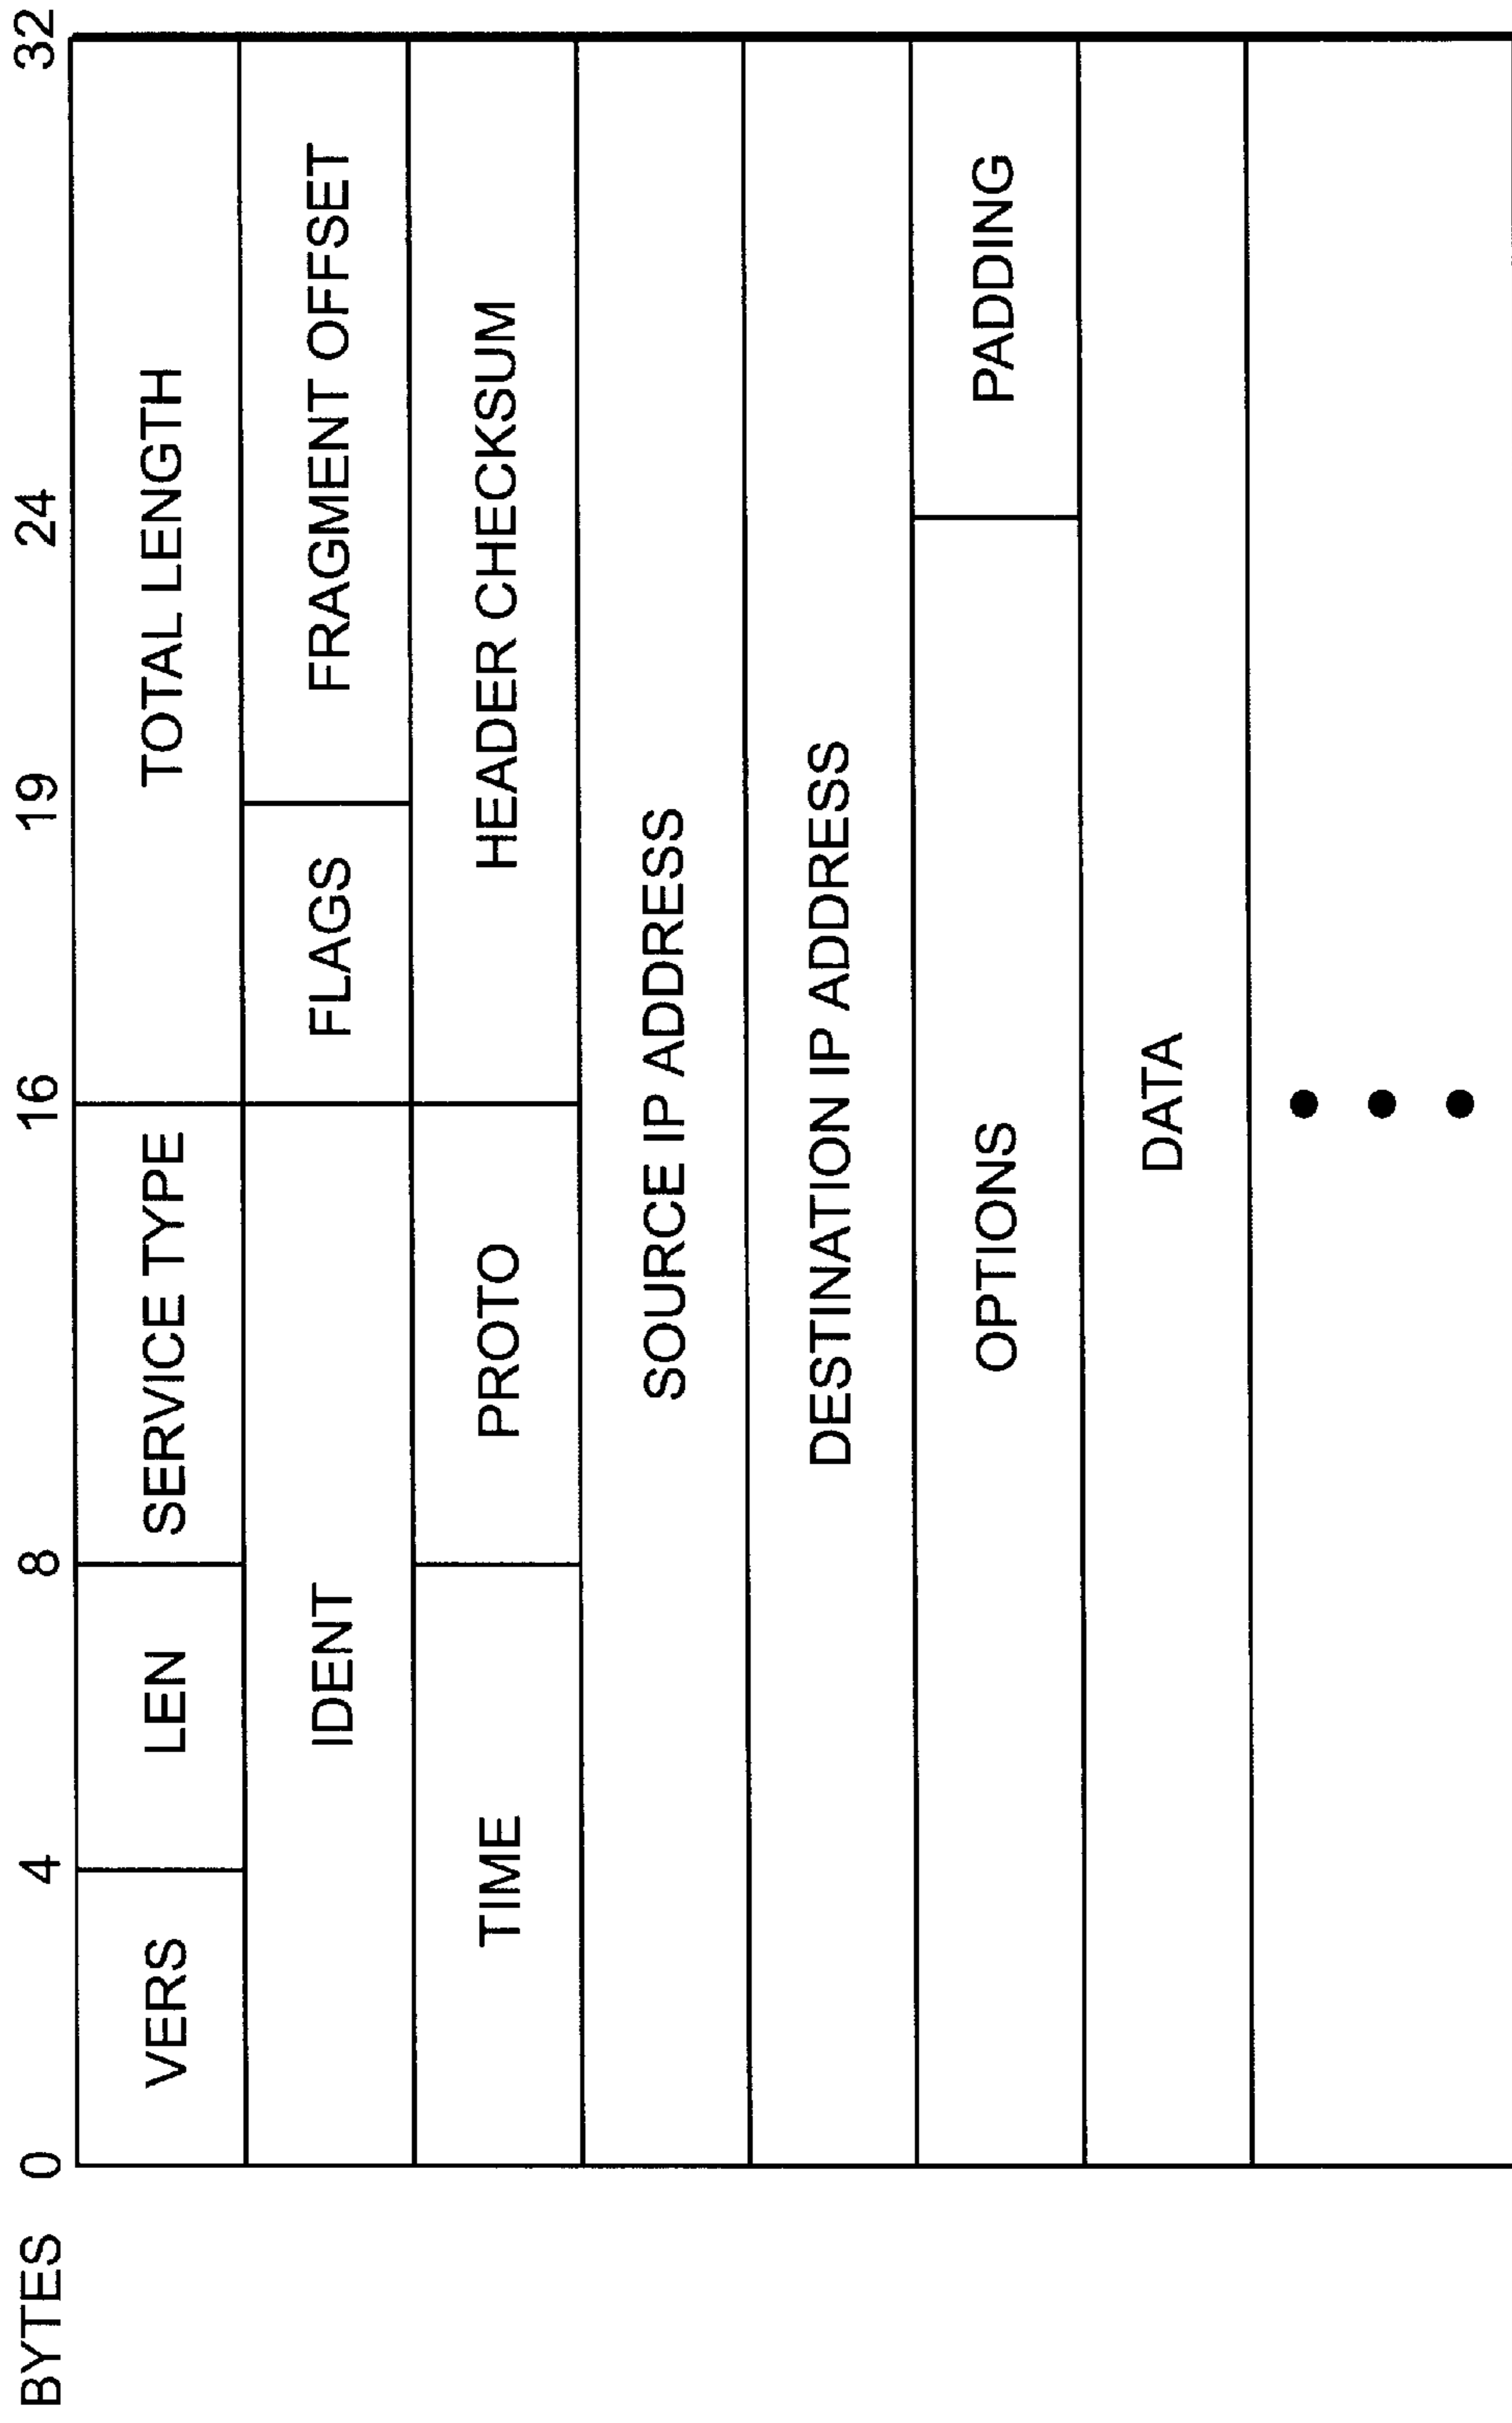 BYTES 0 4 8 16 19 24 32
VERS LEN SERVICE TYPE TOTAL LENGTH
IDENT FLAGS FRAGMENT OFFSET
TIME PROTO HEADER CHECKSUM
SOURCE IP ADDRESS
DESTINATION IP ADDRESS
OPTIONS PADDING
DATA